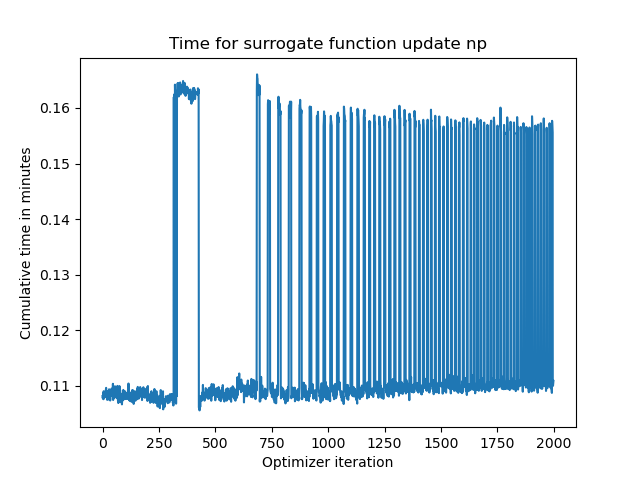 Time for surrogate function update np
Cumulative time in minutes
0.16
0.15
0.14
0.13
0.12
0.11
0 250 500 750 1000 1250 1500 1750 2000
Optimizer iteration